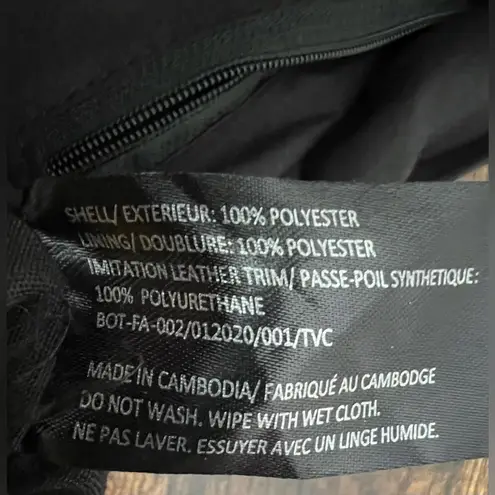 SHELL/ EXTERIEUR: 100% POLYESTER
LINING/ DOUBLURE: 100% POLYESTER
IMITATION LEATHER TRIM/ PASSE-POIL SYNTHETIQUE:
100% POLYURETHANE
BOT-FA-002/012020/001/TVC
MADE IN CAMBODIA/ FABRIQUÉ AU CAMBODGE
DO NOT WASH. WIPE WITH WET CLOTH.
NE PAS LAVER. ESSUYER AVEC UN LINGE HUMIDE.